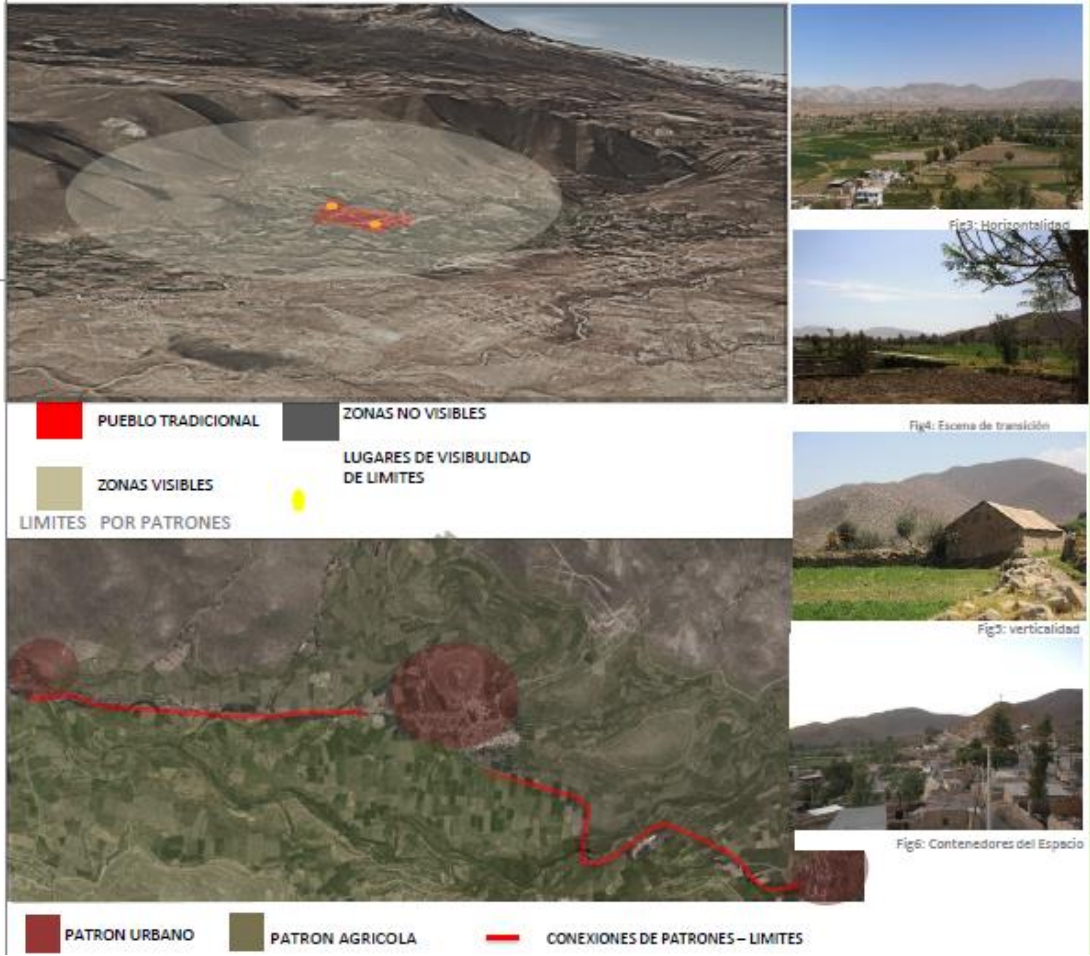 Fig3: Horizontalidad
Fig4: Escena de transición
Fig5: verticalidad
Fig6: Contenedores del Espacio
PUEBLO TRADICIONAL
ZONAS NO VISIBLES
ZONAS VISIBLES
LUGARES DE VISIBULIDAD
DE LIMITES
LIMITES POR PATRONES
PATRON URBANO
PATRON AGRICOLA
CONEXIONES DE PATRONES – LIMITES